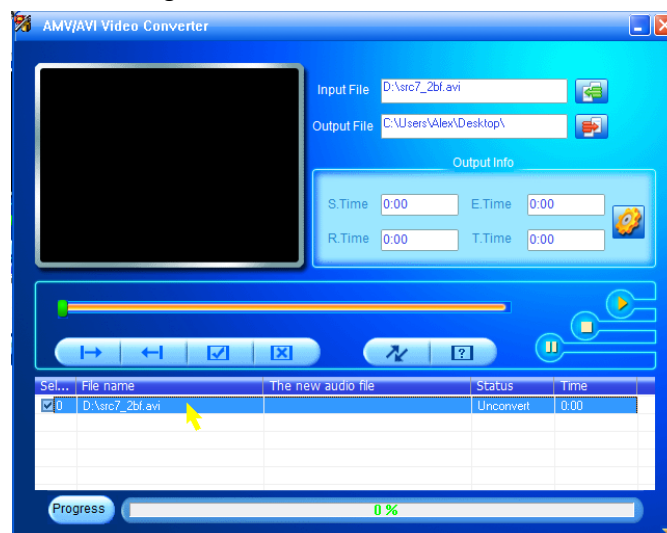 AMV/AVI Video Converter
Input File D:\src7_2bf.avi
Output File C:\Users\Alex\Desktop\
Output Info
S.Time 0:00 E.Time 0:00
R.Time 0:00 T.Time 0:00
?
Sel... File name The new audio file Status Time
0 D:\src7_2bf.avi Unconvert 0:00
Progress 0 %